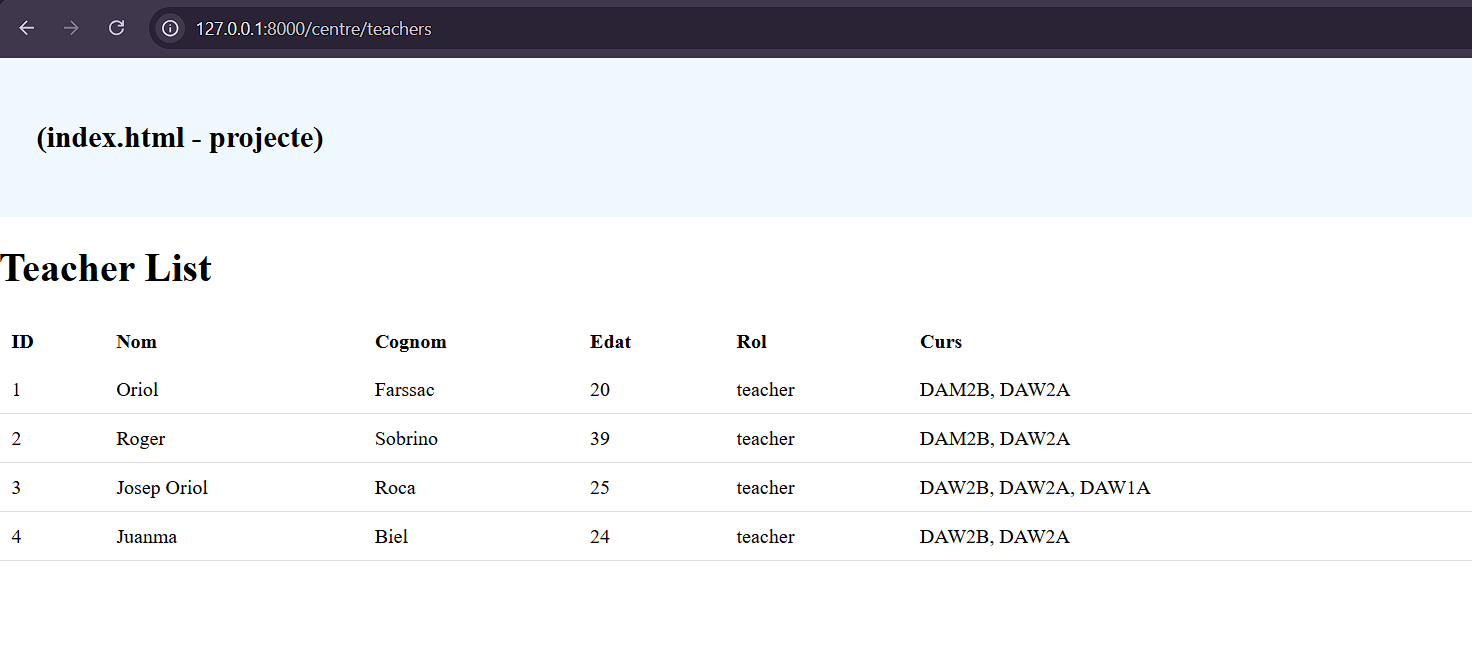 127.0.0.1:8000/centre/teachers
(index.html - projecte)
Teacher List
ID Nom Cognom Edat Rol Curs
1 Oriol Farssac 20 teacher DAM2B, DAW2A
2 Roger Sobrino 39 teacher DAM2B, DAW2A
3 Josep Oriol Roca 25 teacher DAW2B, DAW2A, DAW1A
4 Juanma Biel 24 teacher DAW2B, DAW2A